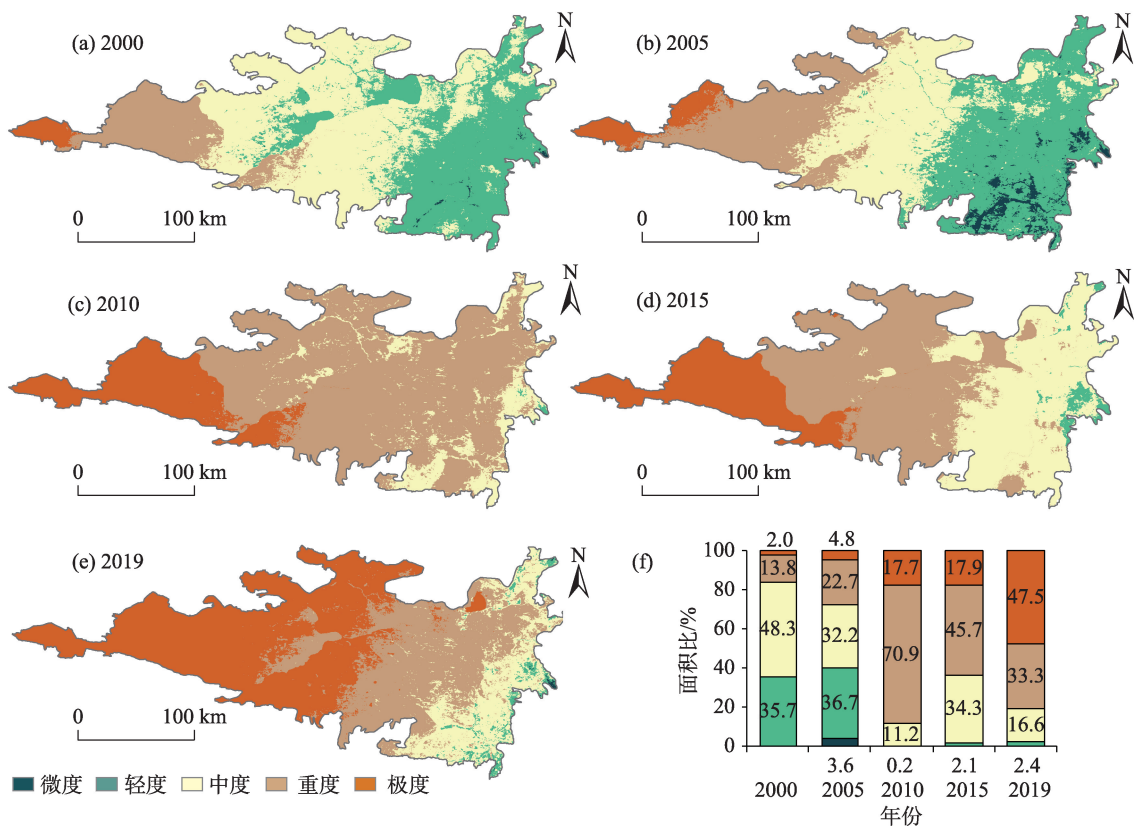 (a) 2000
N
0 100 km
(b) 2005
N
0 100 km
(c) 2010
N
0 100 km
(d) 2015
N
0 100 km
(e) 2019
N
0 100 km
微度 轻度 中度 重度 极度
(f)
面积比/%
100
80
60
40
20
0
2.0 4.8
13.8 22.7 17.7 17.9 47.5
48.3 32.2 70.9 45.7 33.3
35.7 36.7 11.2 34.3 16.6
3.6 0.2 2.1 2.4
2000 2005 2010 2015 2019
年份